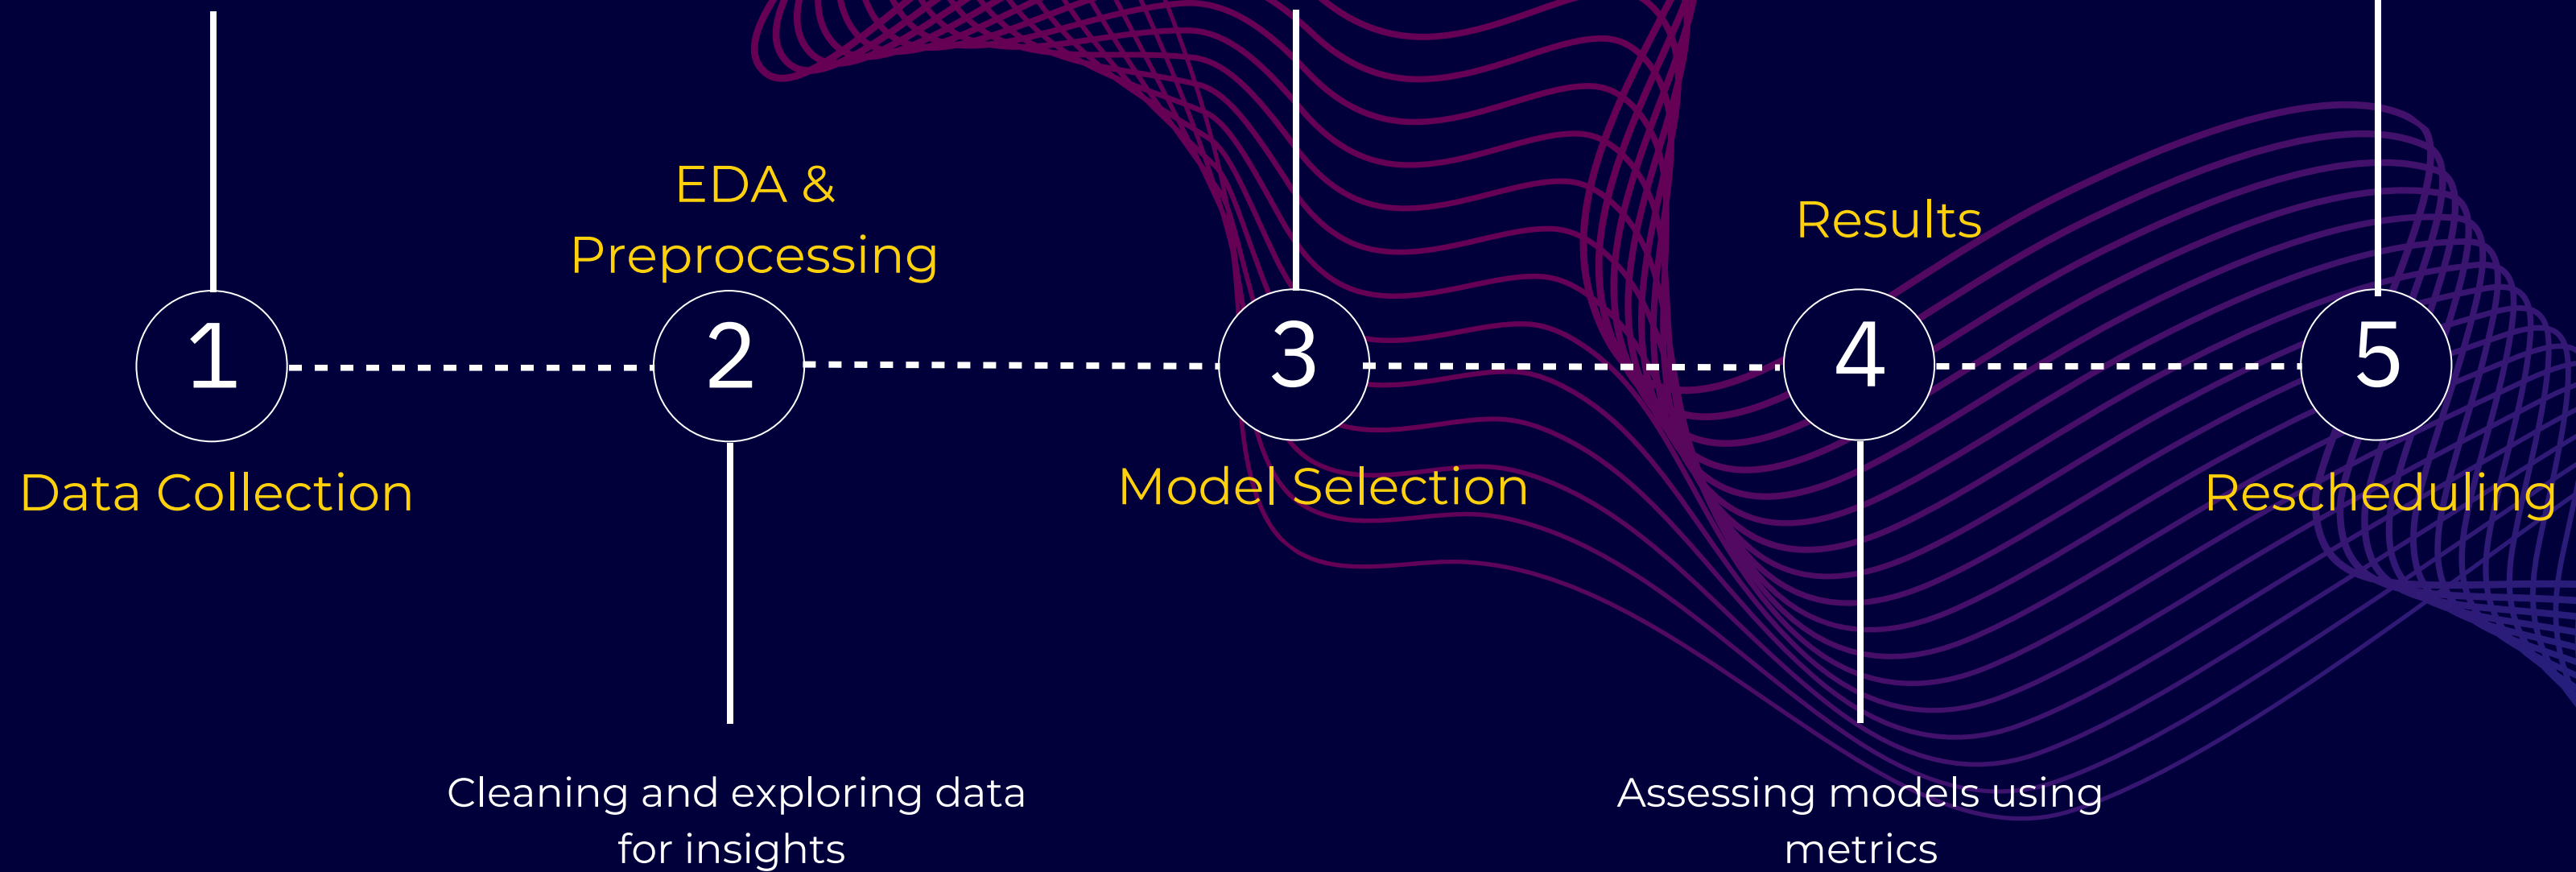 EDA &
Preprocessing
Results
1
2
3
4
5
Data Collection
Model Selection
Rescheduling
Cleaning and exploring data
for insights
Assessing models using
metrics